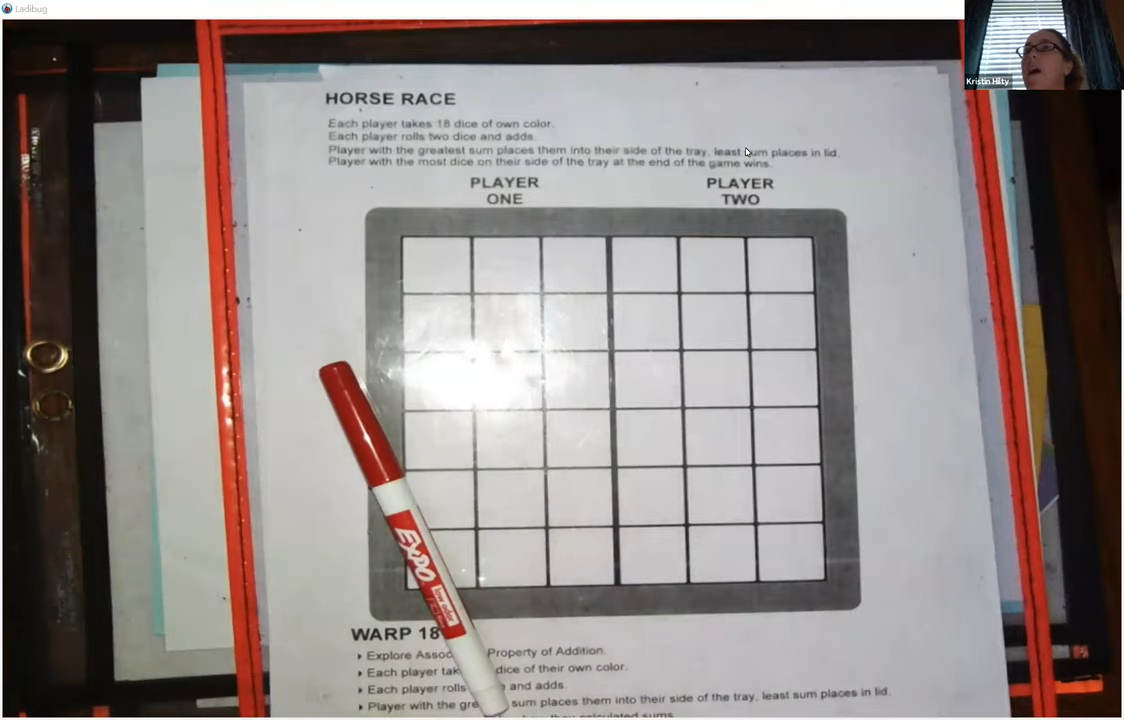 Ladibug
Kristin Hilty
HORSE RACE
Each player takes 18 dice of own color.
Each player rolls two dice and adds.
Player with the greatest sum places them into their side of the tray, least sum places in lid.
Player with the most dice on their side of the tray at the end of the game wins.
PLAYER
ONE
PLAYER
TWO
EXPO
low odor
WARP 18
Explore Assoc Property of Addition.
Each player tak dice of their own color.
Each player rolls and adds.
Player with the gre sum places them into their side of the tray, least sum places in lid.
they calculated sums